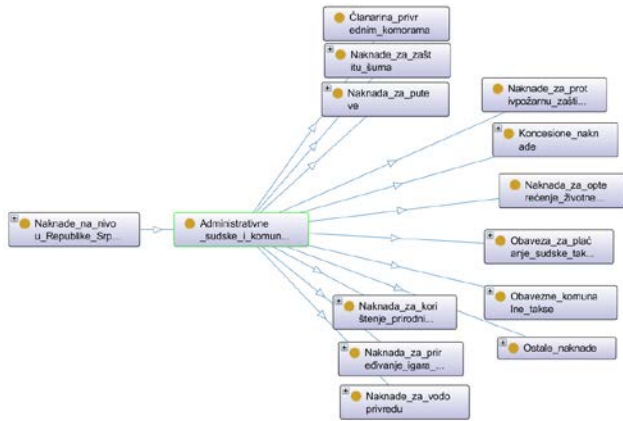 Članarina_privr
ednim_komorama
Naknade_za_zašt
itu_šuma
Naknada_za_pute
ve
Naknade_za_prot
ivpožarnu_zašti...
Koncesione_nakn
ade
Naknada_za_opte
rećenje_životne...
Naknade_na_nivo
u_Republike_Srp...
Administrativne
_sudske_i_komun...
Obaveza_za_plać
anje_sudske_tak...
Obavezne_komuna
lne_takse
Naknada_za_kori
štenje_prirodni...
Ostale_naknade
Naknada_za_prir
eđivanje_igara_...
Naknade_za_vodo
privredu